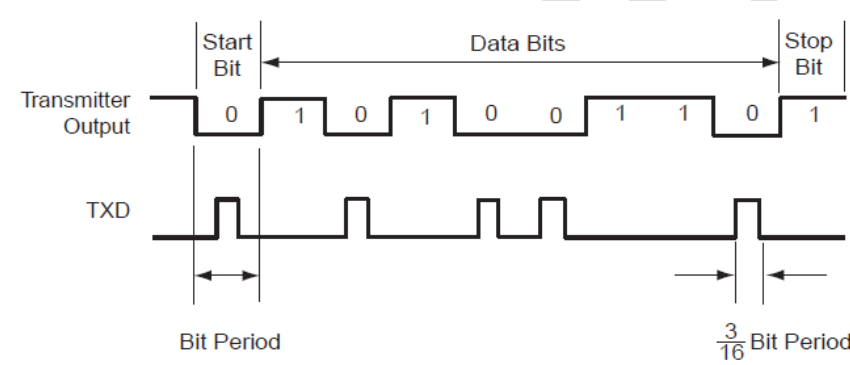 Start
Bit
Data Bits
Stop
Bit
Transmitter
Output
0 1 0 1 0 0 1 1 0 1
TXD
Bit Period
3
16
Bit Period